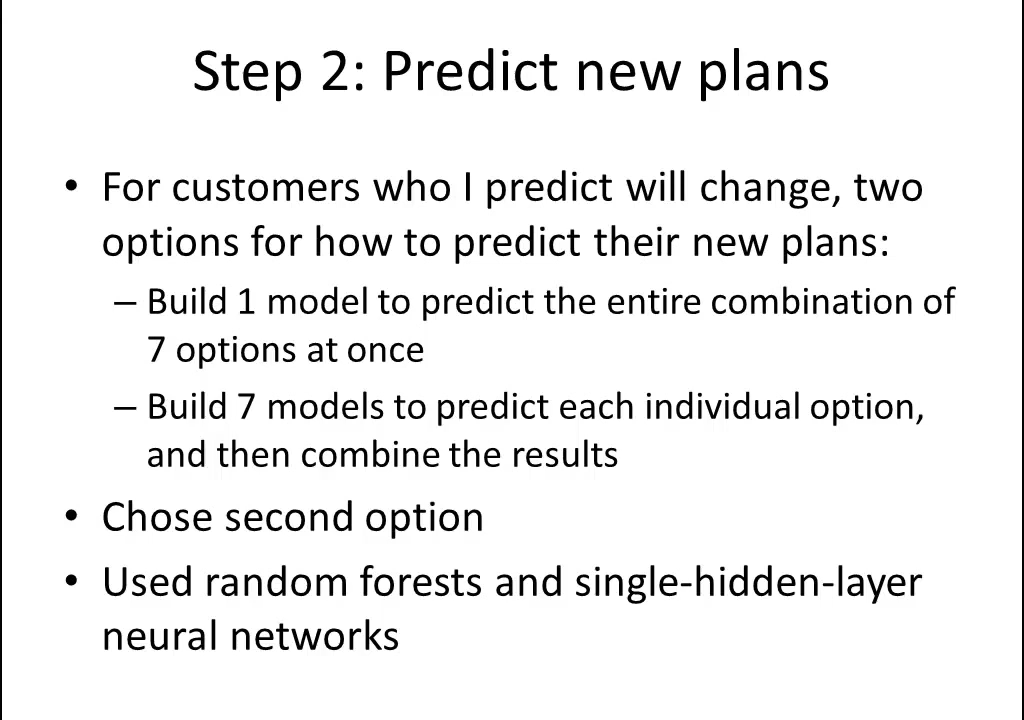 Step 2: Predict new plans
• For customers who I predict will change, two
options for how to predict their new plans:
– Build 1 model to predict the entire combination of
7 options at once
– Build 7 models to predict each individual option,
and then combine the results
• Chose second option
• Used random forests and single-hidden-layer
neural networks